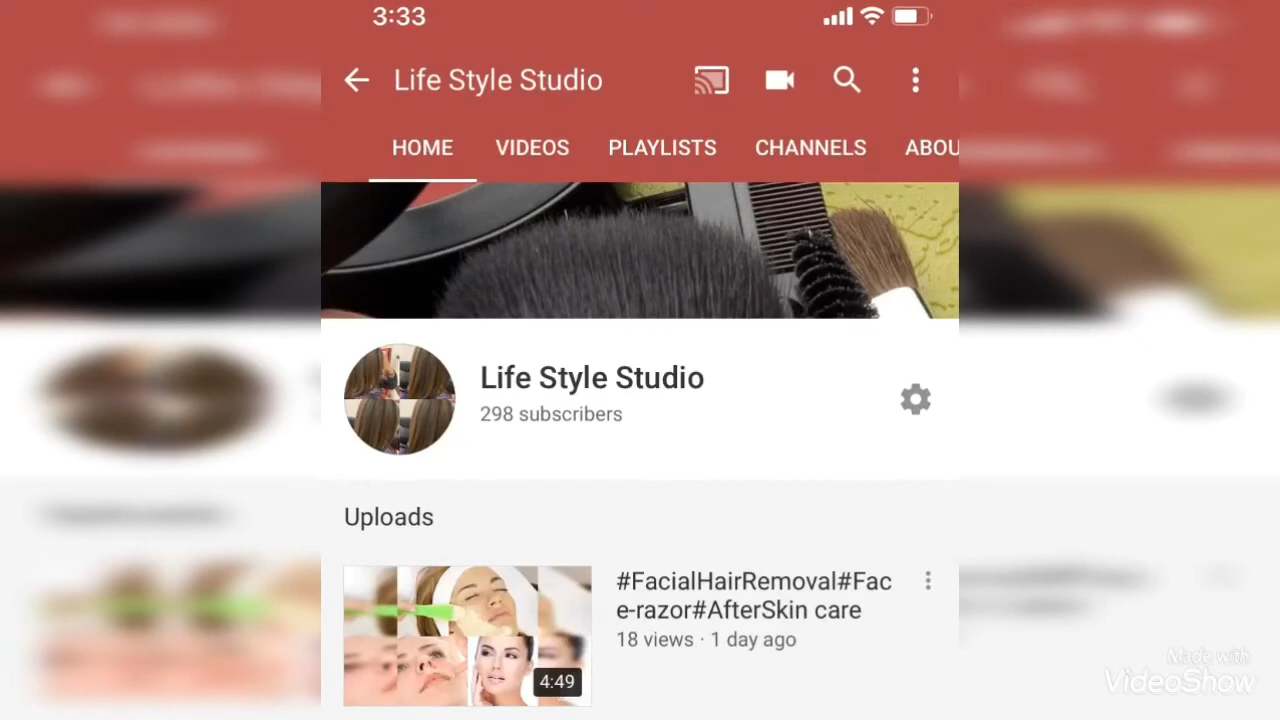 3:33
Life Style Studio
HOME VIDEOS PLAYLISTS CHANNELS ABOU
Life Style Studio
298 subscribers
Uploads
#FacialHairRemoval#Fac
e-razor#AfterSkin care
18 views · 1 day ago
4:49
Made with
VideoShow